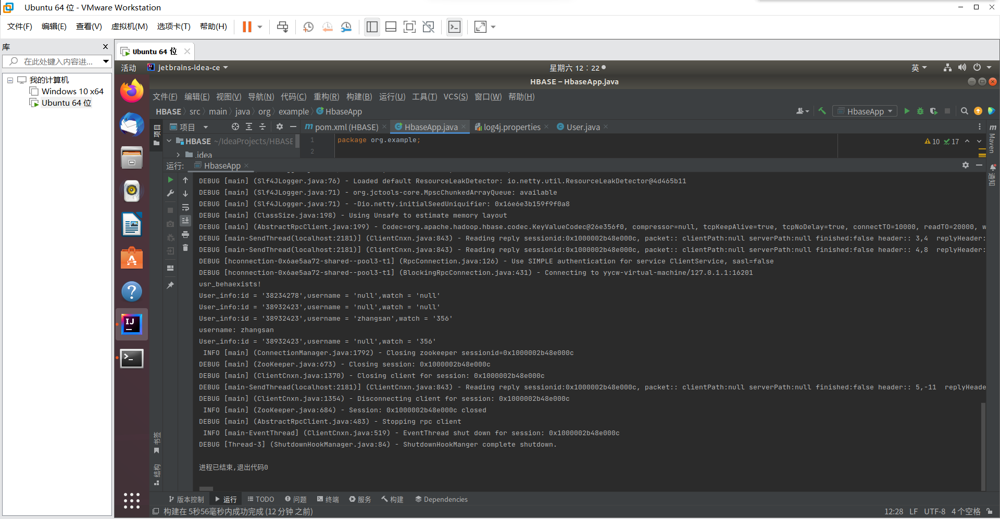 Ubuntu 64 位 - VMware Workstation
文件(F) 编辑(E) 查看(V) 虚拟机(M) 选项卡(T) 帮助(H)
库
在此处键入内容进...
我的计算机
Windows 10 x64
Ubuntu 64 位
Ubuntu 64 位
活动 jetbrains-idea-ce 星期六 12：22 英
HBASE – HbaseApp.java
文件(F) 编辑(E) 视图(V) 导航(N) 代码(C) 重构(R) 构建(B) 运行(U) 工具(T) VCS(S) 窗口(W) 帮助(H)
HBASE src main java org example HbaseApp HbaseApp
项目 项目 pom.xml (HBASE) HbaseApp.java log4j.properties User.java
HBASE ~/IdeaProjects/HBASE 1 package org.example; 10 17
.idea 2
Maven
通知
运行: HbaseApp
DEBUG [main] (Slf4JLogger.java:76) - Loaded default ResourceLeakDetector: io.netty.util.ResourceLeakDetector@4d465b11
DEBUG [main] (Slf4JLogger.java:71) - org.jctools-core.MpscChunkedArrayQueue: available
DEBUG [main] (Slf4JLogger.java:71) - -Dio.netty.initialSeedUniquifier: 0x16e6e3b159f9f0a8
DEBUG [main] (ClassSize.java:198) - Using Unsafe to estimate memory layout
DEBUG [main] (AbstractRpcClient.java:199) - Codec=org.apache.hadoop.hbase.codec.KeyValueCodec@26e356f0, compressor=null, tcpKeepAlive=true, tcpNoDelay=true, connectTO=10000, readTO=20000, w
DEBUG [main-SendThread(localhost:2181)] (ClientCnxn.java:843) - Reading reply sessionid:0x1000002b48e000c, packet:: clientPath:null serverPath:null finished:false header:: 3,4  replyHeader:
DEBUG [main-SendThread(localhost:2181)] (ClientCnxn.java:843) - Reading reply sessionid:0x1000002b48e000c, packet:: clientPath:null serverPath:null finished:false header:: 4,8  replyHeader:
DEBUG [hconnection-0x6ae5aa72-shared--pool3-t1] (RpcConnection.java:126) - Use SIMPLE authentication for service ClientService, sasl=false
DEBUG [hconnection-0x6ae5aa72-shared--pool3-t1] (BlockingRpcConnection.java:431) - Connecting to yycw-virtual-machine/127.0.1.1:16201
usr_behaexists!
User_info:id = '38234278',username = 'null',watch = 'null'
User_info:id = '38932423',username = 'null',watch = 'null'
User_info:id = '38932423',username = 'zhangsan',watch = '356'
username: zhangsan
User_info:id = '38932423',username = 'null',watch = '356'
 INFO [main] (ConnectionManager.java:1792) - Closing zookeeper sessionid=0x1000002b48e000c
DEBUG [main] (ZooKeeper.java:673) - Closing session: 0x1000002b48e000c
DEBUG [main] (ClientCnxn.java:1370) - Closing client for session: 0x1000002b48e000c
DEBUG [main-SendThread(localhost:2181)] (ClientCnxn.java:843) - Reading reply sessionid:0x1000002b48e000c, packet:: clientPath:null serverPath:null finished:false header:: 5,-11  replyHeade
DEBUG [main] (ClientCnxn.java:1354) - Disconnecting client for session: 0x1000002b48e000c
 INFO [main] (ZooKeeper.java:684) - Session: 0x1000002b48e000c closed
DEBUG [main] (AbstractRpcClient.java:483) - Stopping rpc client
 INFO [main-EventThread] (ClientCnxn.java:519) - EventThread shut down for session: 0x1000002b48e000c
DEBUG [Thread-3] (ShutdownHookManager.java:84) - ShutdownHookManger complete shutdown.
进程已结束,退出代码0
书签
结构
版本控制 运行 TODO 问题 终端 服务 构建 Dependencies
构建在 5秒56毫秒内成功完成 (12 分钟 之前) 12:28 LF UTF-8 4 个空格